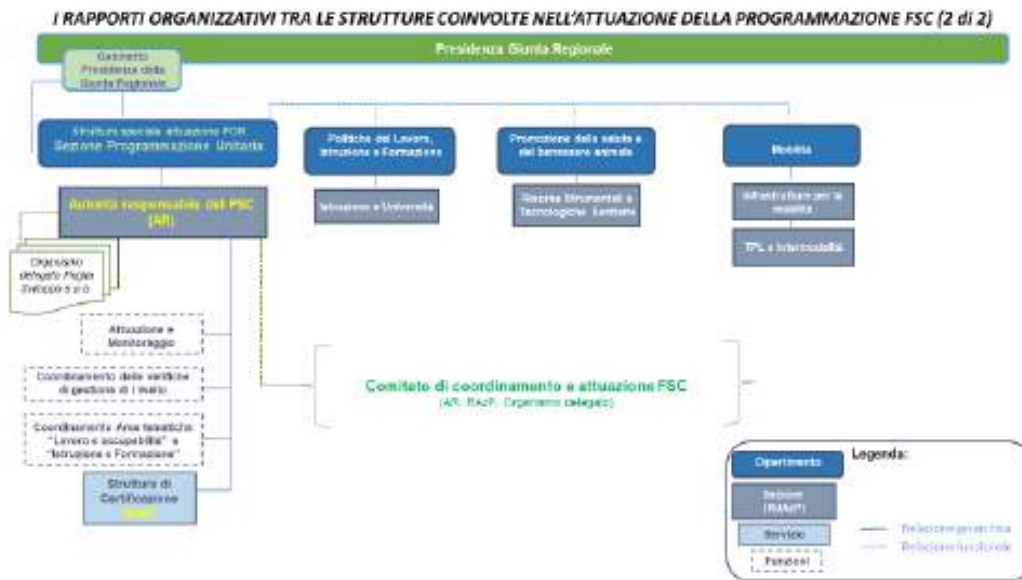 I RAPPORTI ORGANIZZATIVI TRA LE STRUTTURE COINVOLTE NELL'ATTUAZIONE DELLA PROGRAMMAZIONE FSC (2 di 2)
Presidenza Giunta Regionale
Gabinetto
Presidenza della
Giunta Regionale
Struttura speciale attuazione POR
Sezione Programmazione Unitaria
Politiche del Lavoro,
Istruzione e Formazione
Promozione della salute e
del benessere animale
Mobilità
Autorità responsabile del PSC
(AR)
Istruzione e Università
Risorse Strumentali e
Tecnologiche Sanitarie
Infrastrutture per la
mobilità
TPL e Intermodalità
Organismo
delegato Puglia
Sviluppo s.p.a.
Attuazione e
Monitoraggio
Coordinamento delle verifiche
di gestione di I livello
Coordinamento Aree tematiche
"Lavoro e occupabilità" e
"Istruzione e Formazione"
Struttura di
Certificazione
Comitato di coordinamento e attuazione FSC
(AR, RAzP, Organismo delegato)
Legenda:
Dipartimento
Sezione
(RdAzP)
Servizio
Funzioni
Relazione gerarchica
Relazione funzionale